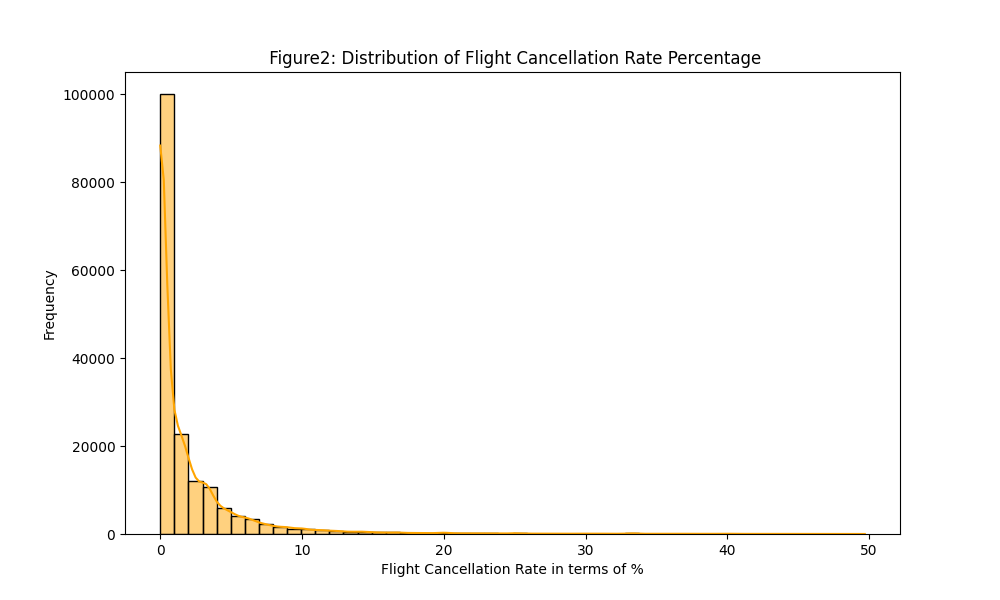 Figure2: Distribution of Flight Cancellation Rate Percentage
100000
80000
60000
40000
20000
0
Frequency
0 10 20 30 40 50
Flight Cancellation Rate in terms of %